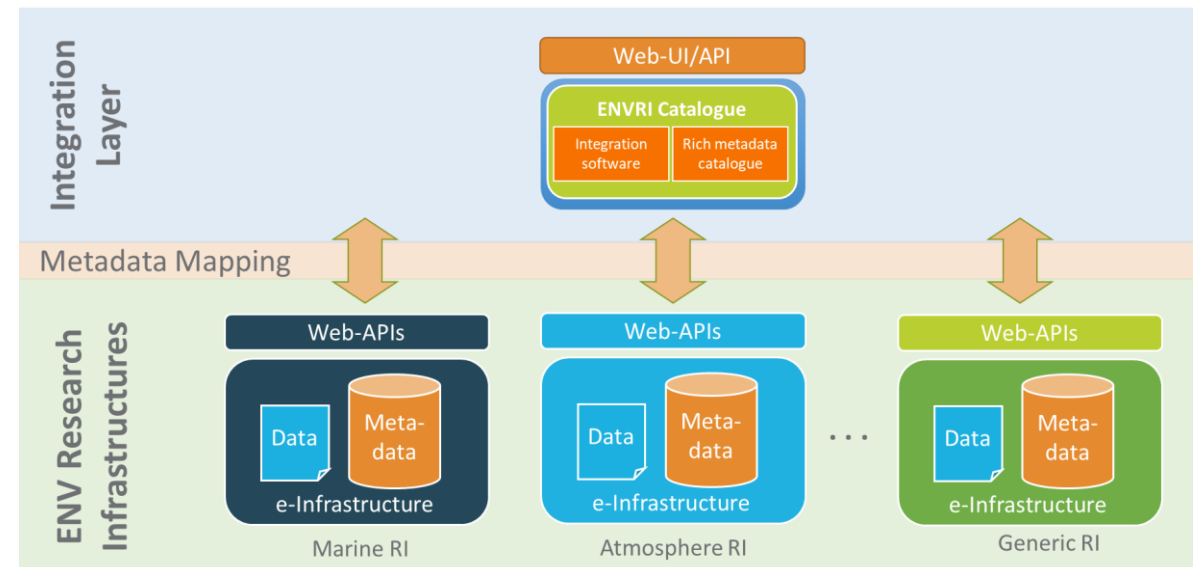 Integration
Layer
Web-UI/API
ENVRI Catalogue
Integration
software
Rich metadata
catalogue
Metadata Mapping
ENV Research
Infrastructures
Web-APIs
Data
Meta-
data
e-Infrastructure
Marine RI
Web-APIs
Data
Meta-
data
e-Infrastructure
Atmosphere RI
. . .
Web-APIs
Data
Meta-
data
e-Infrastructure
Generic RI